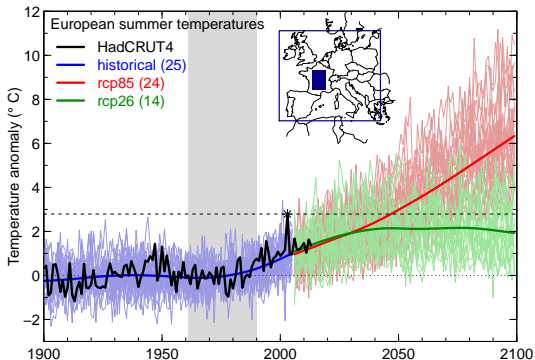 European summer temperatures
HadCRUT4
historical (25)
rcp85 (24)
rcp26 (14)
Temperature anomaly (° C)
12
10
8
6
4
2
0
−2
1900
1950
2000
2050
2100